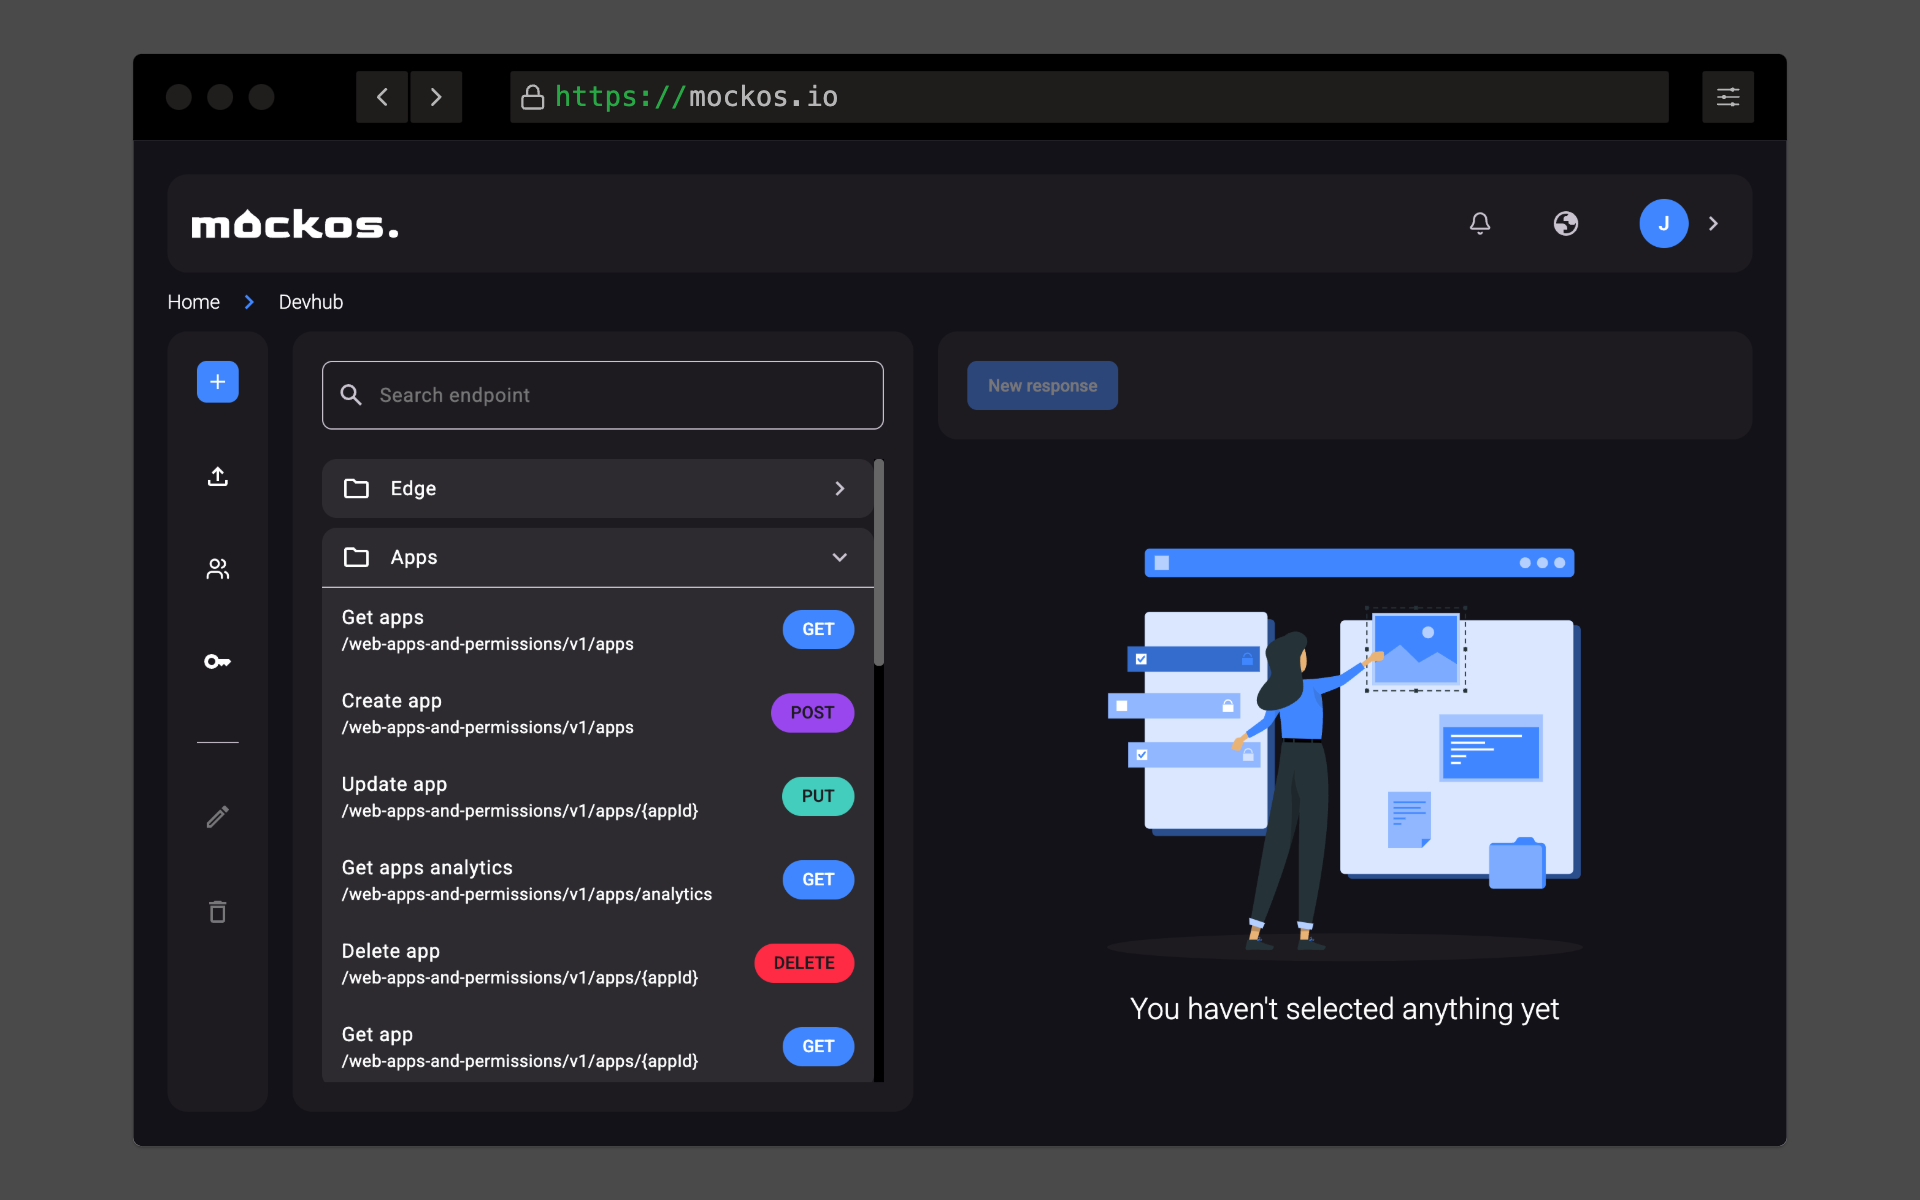 https://mockos.io
mockos.
J
Home
Devhub
Search endpoint
New response
Edge
Apps
Get apps
/web-apps-and-permissions/v1/apps
GET
Create app
/web-apps-and-permissions/v1/apps
POST
Update app
/web-apps-and-permissions/v1/apps/{appId}
PUT
Get apps analytics
/web-apps-and-permissions/v1/apps/analytics
GET
Delete app
/web-apps-and-permissions/v1/apps/{appId}
DELETE
Get app
/web-apps-and-permissions/v1/apps/{appId}
GET
You haven't selected anything yet